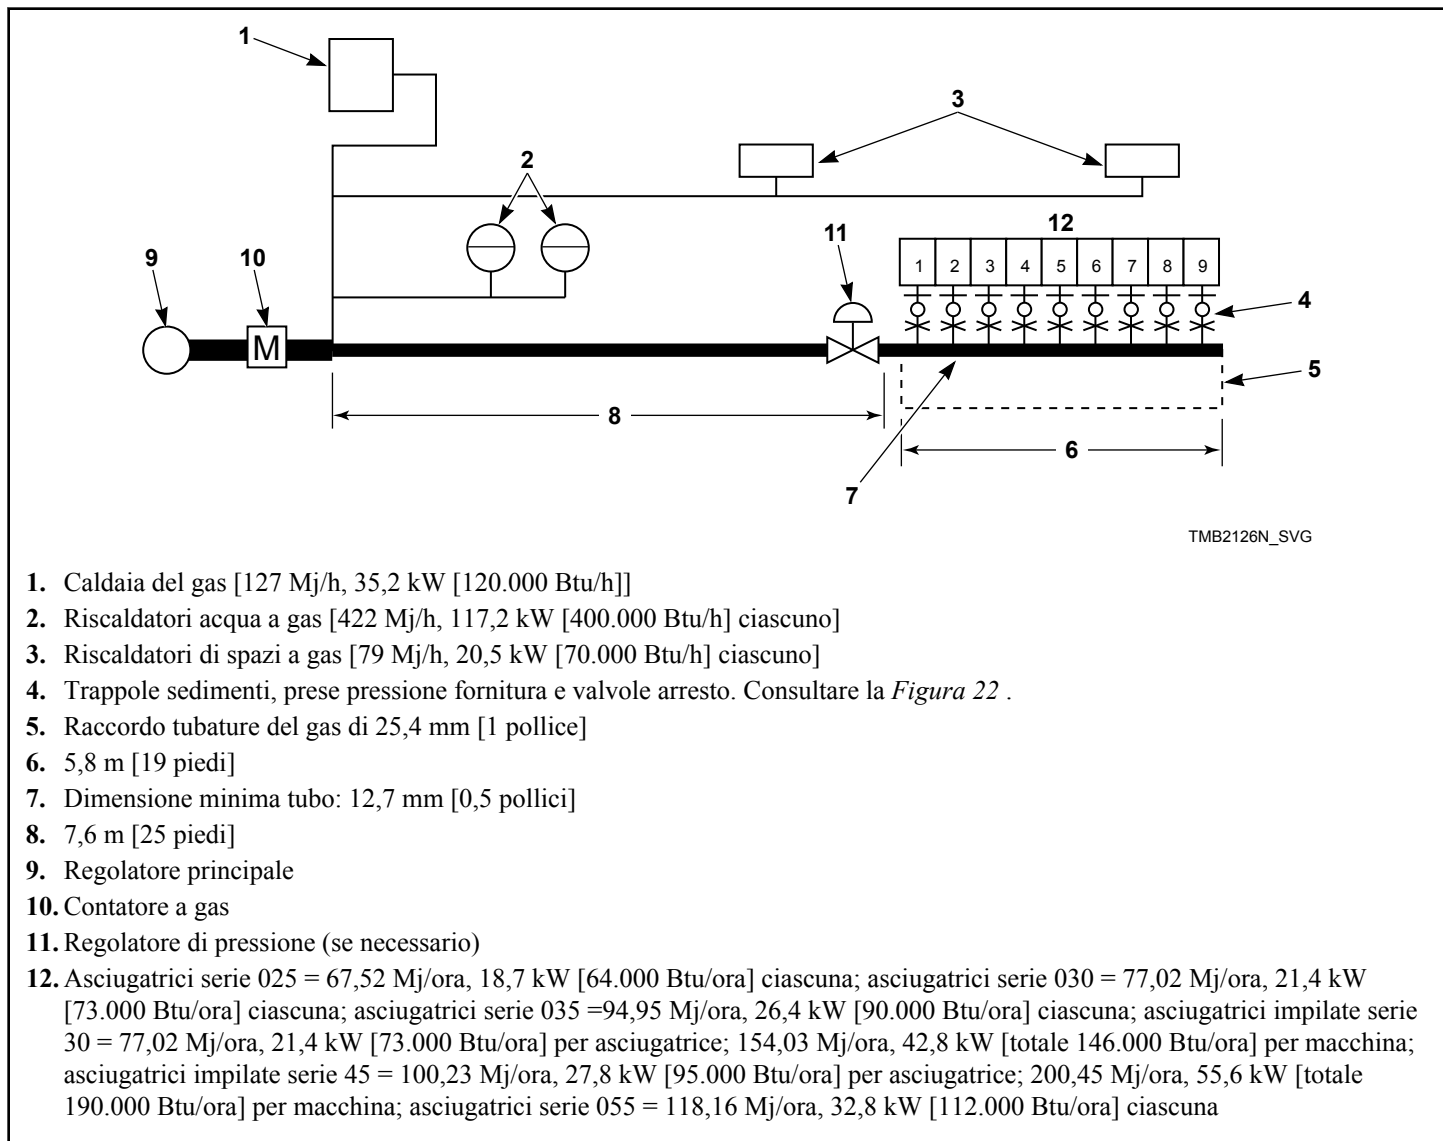 1
3
2
12
11
9
10
1 2 3 4 5 6 7 8 9
4
M
5
8
6
7
TMB2126N_SVG
1. Caldaia del gas [127 Mj/h, 35,2 kW [120.000 Btu/h]]
2. Riscaldatori acqua a gas [422 Mj/h, 117,2 kW [400.000 Btu/h] ciascuno]
3. Riscaldatori di spazi a gas [79 Mj/h, 20,5 kW [70.000 Btu/h] ciascuno]
4. Trappole sedimenti, prese pressione fornitura e valvole arresto. Consultare la Figura 22 .
5. Raccordo tubature del gas di 25,4 mm [1 pollice]
6. 5,8 m [19 piedi]
7. Dimensione minima tubo: 12,7 mm [0,5 pollici]
8. 7,6 m [25 piedi]
9. Regolatore principale
10. Contatore a gas
11. Regolatore di pressione (se necessario)
12. Asciugatrici serie 025 = 67,52 Mj/ora, 18,7 kW [64.000 Btu/ora] ciascuna; asciugatrici serie 030 = 77,02 Mj/ora, 21,4 kW
[73.000 Btu/ora] ciascuna; asciugatrici serie 035 =94,95 Mj/ora, 26,4 kW [90.000 Btu/ora] ciascuna; asciugatrici impilate serie
30 = 77,02 Mj/ora, 21,4 kW [73.000 Btu/ora] per asciugatrice; 154,03 Mj/ora, 42,8 kW [totale 146.000 Btu/ora] per macchina;
asciugatrici impilate serie 45 = 100,23 Mj/ora, 27,8 kW [95.000 Btu/ora] per asciugatrice; 200,45 Mj/ora, 55,6 kW [totale
190.000 Btu/ora] per macchina; asciugatrici serie 055 = 118,16 Mj/ora, 32,8 kW [112.000 Btu/ora] ciascuna